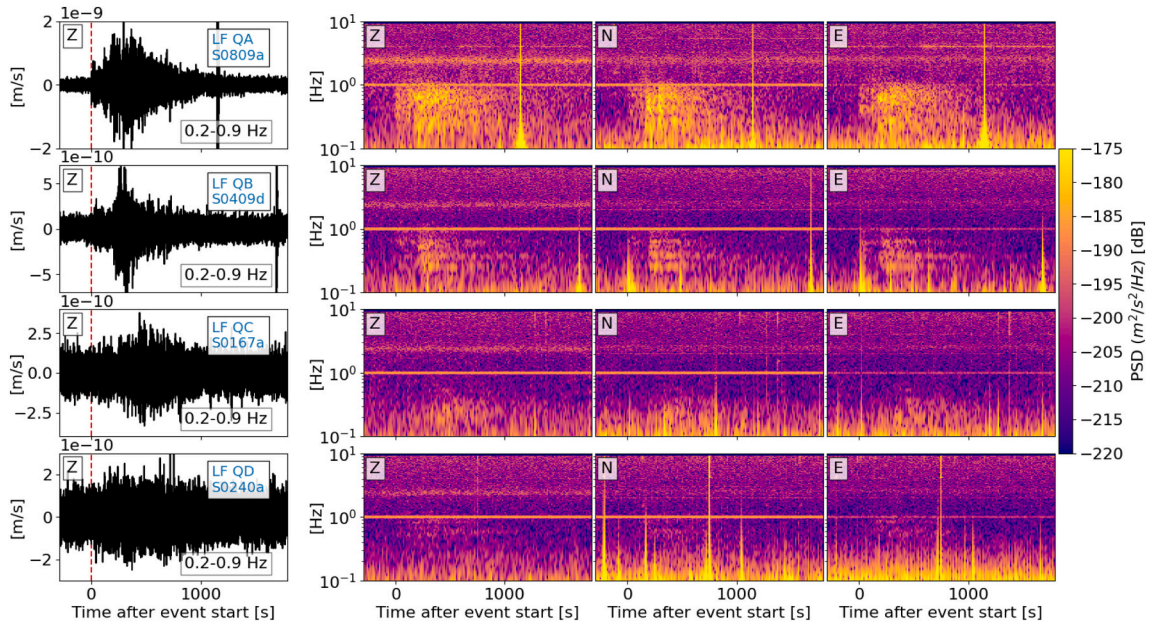 1e−9
2
0
−2
[m/s]
Z
LF QA
S0809a
0.2-0.9 Hz
10¹
10⁰
10⁻¹
[Hz]
Z
N
E
1e−10
5
0
−5
[m/s]
Z
LF QB
S0409d
0.2-0.9 Hz
10¹
10⁰
10⁻¹
[Hz]
Z
N
E
1e−10
2.5
0.0
−2.5
[m/s]
Z
LF QC
S0167a
0.2-0.9 Hz
10¹
10⁰
10⁻¹
[Hz]
Z
N
E
1e−10
2
0
−2
[m/s]
Z
LF QD
S0240a
0.2-0.9 Hz
10¹
10⁰
10⁻¹
[Hz]
Z
N
E
0 1000
0 1000
0 1000
0 1000
Time after event start [s]
Time after event start [s]
Time after event start [s]
Time after event start [s]
−175
−180
−185
−190
−195
−200
−205
−210
−215
−220
PSD (m²/s²/Hz) [dB]